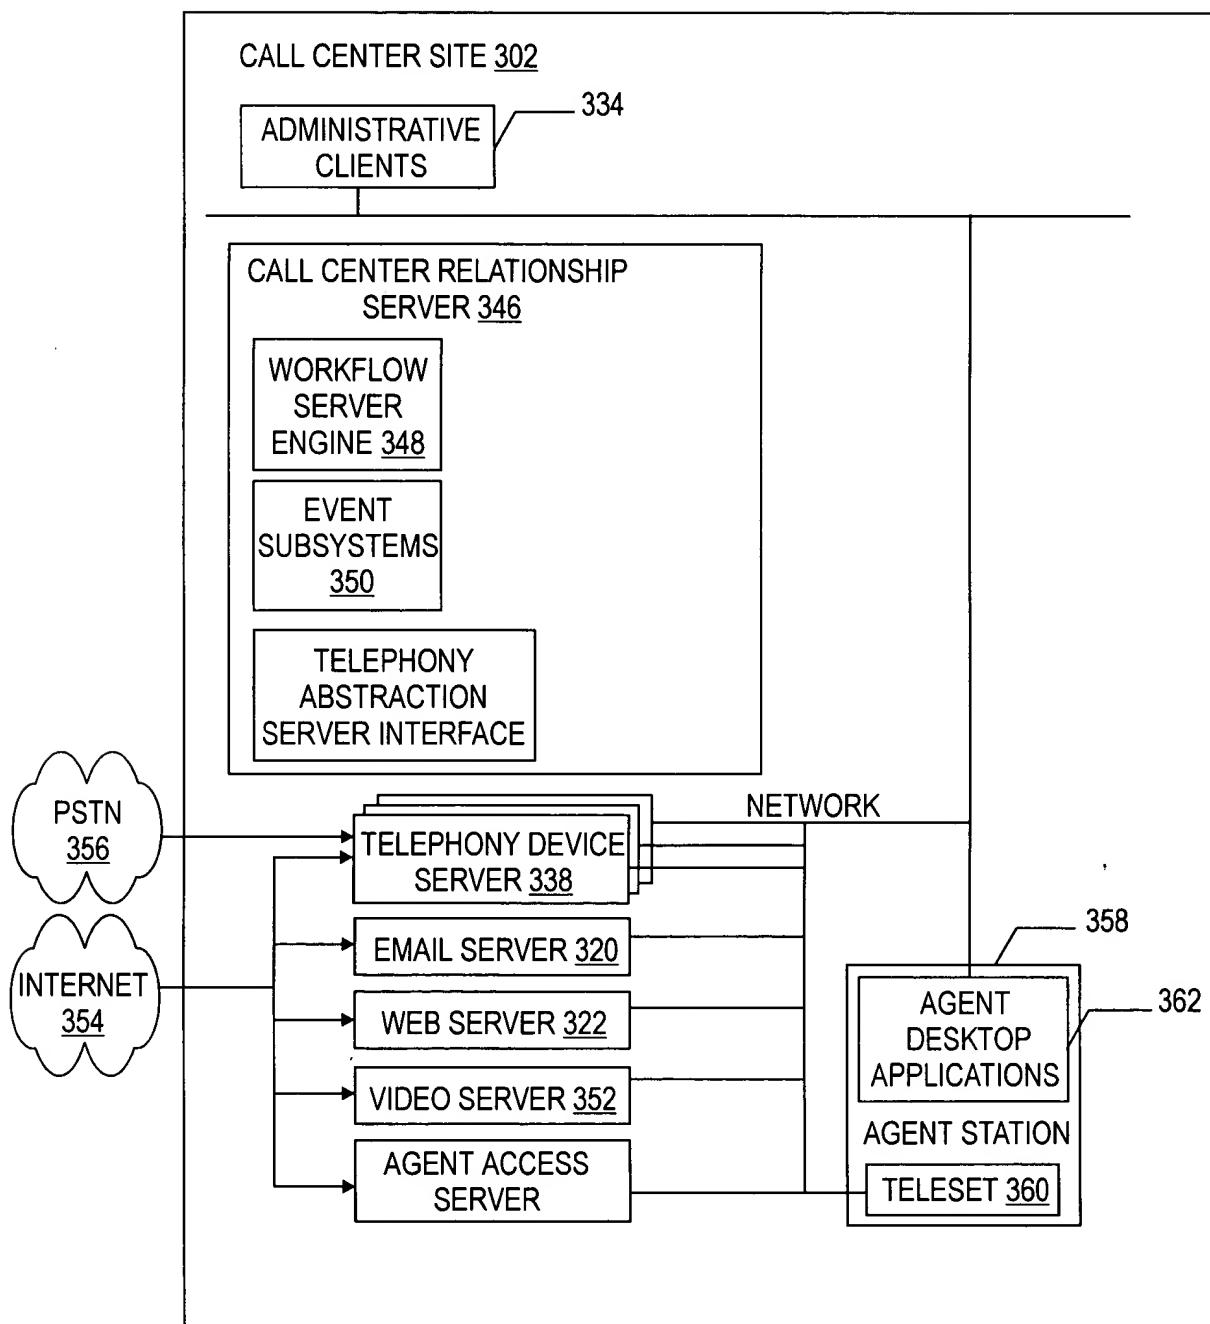 CALL CENTER SITE 302
334
ADMINISTRATIVE
CLIENTS
CALL CENTER RELATIONSHIP
SERVER 346
WORKFLOW
SERVER
ENGINE 348
EVENT
SUBSYSTEMS
350
TELEPHONY
ABSTRACTION
SERVER INTERFACE
PSTN
356
NETWORK
TELEPHONY DEVICE
SERVER 338
INTERNET
354
EMAIL SERVER 320
WEB SERVER 322
VIDEO SERVER 352
AGENT ACCESS
SERVER
358
362
AGENT
DESKTOP
APPLICATIONS
AGENT STATION
TELESET 360